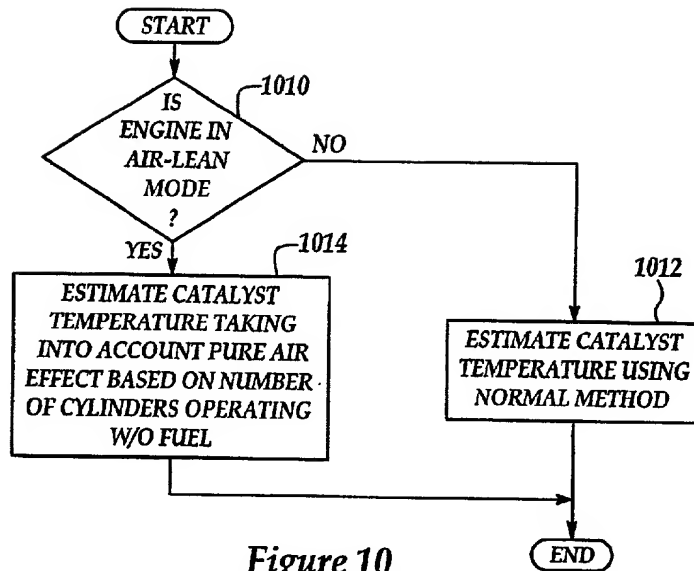 START
1010
IS
ENGINE IN
AIR-LEAN
MODE
?
NO
YES
1014
ESTIMATE CATALYST
TEMPERATURE TAKING
INTO ACCOUNT PURE AIR
EFFECT BASED ON NUMBER
OF CYLINDERS OPERATING
W/O FUEL
1012
ESTIMATE CATALYST
TEMPERATURE USING
NORMAL METHOD
END
Figure 10